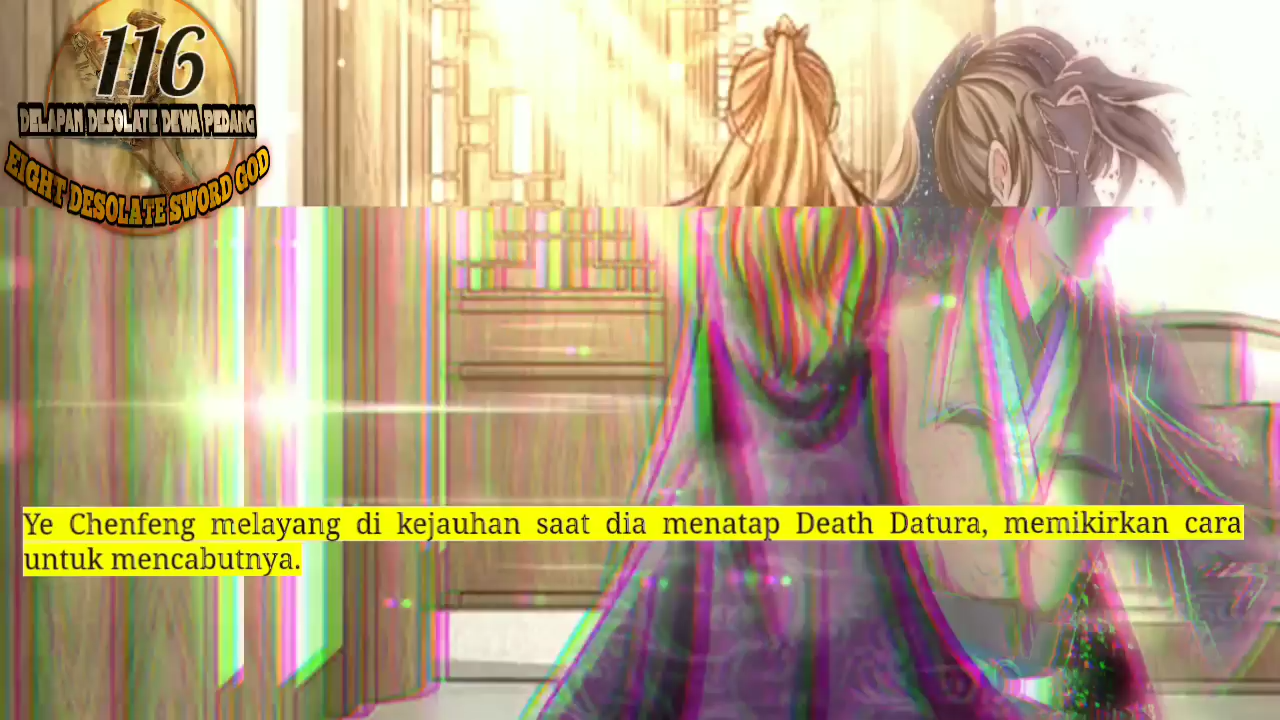 116
DELAPAN DESOLATE DEWA PEDANG
EIGHT DESOLATE SWORD GOD
Ye Chenfeng melayang di kejauhan saat dia menatap Death Datura, memikirkan cara
untuk mencabutnya.